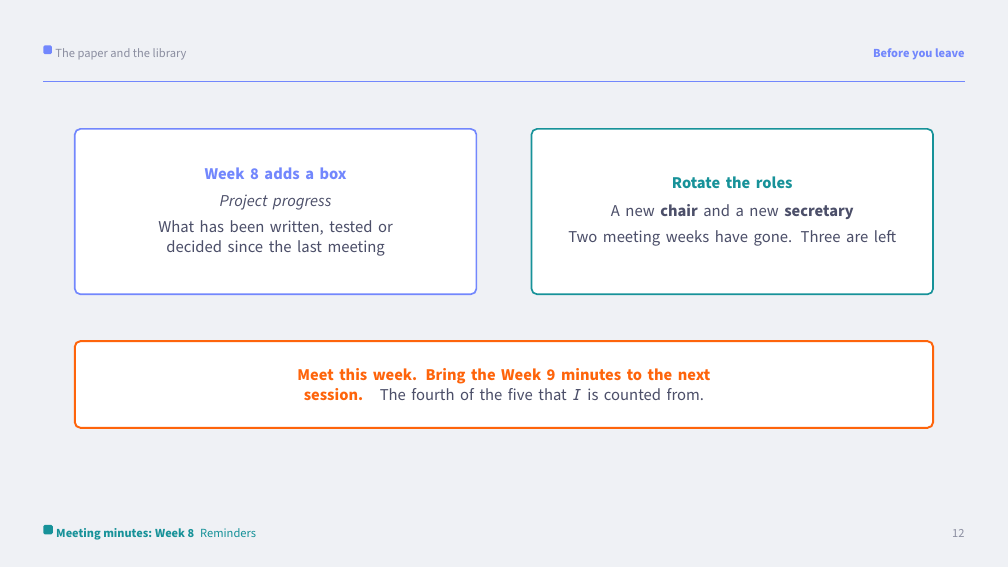 The paper and the library
Before you leave
Week 8 adds a box
Project progress
What has been written, tested or
decided since the last meeting
Rotate the roles
A new chair and a new secretary
Two meeting weeks have gone. Three are left
Meet this week. Bring the Week 9 minutes to the next
session. The fourth of the five that I is counted from.
Meeting minutes: Week 8 Reminders
12